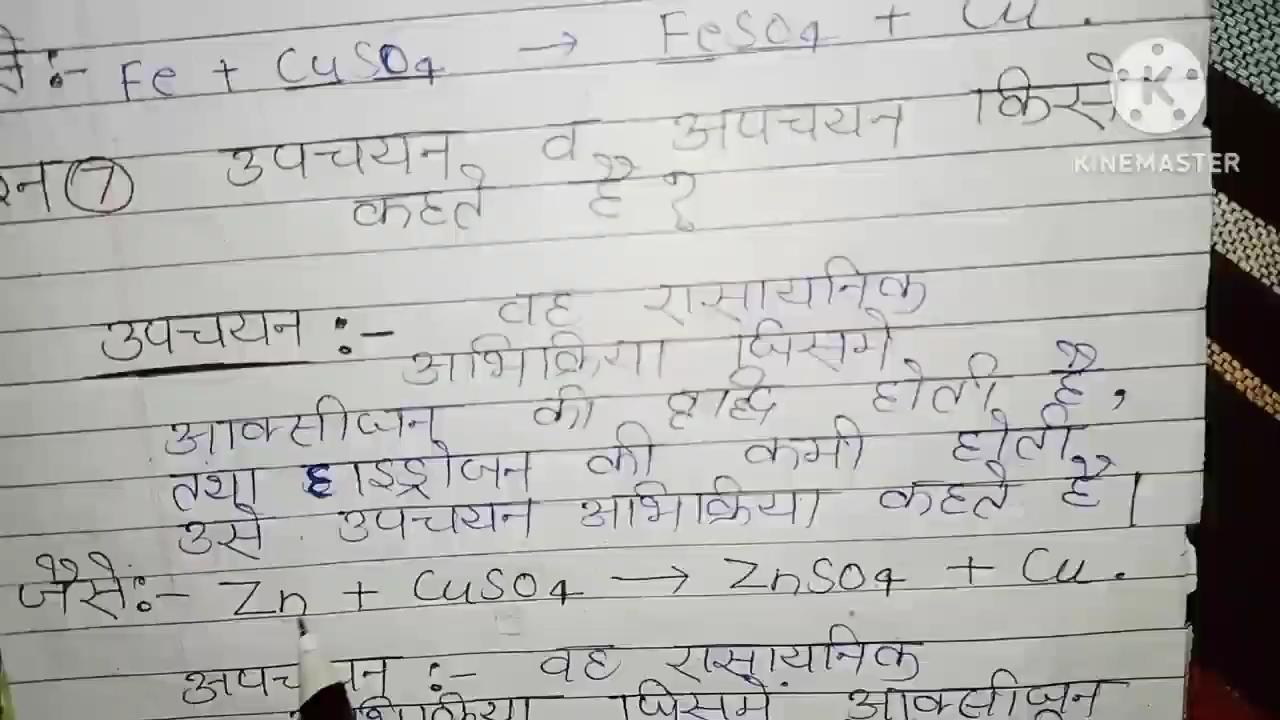 Fe + CuSO4 → FeSO4 + Cu.
7 उपचयन व अपचयन किसे
कहते है ?
KINEMASTER
उपचयन :- वह रासायनिक
अभिक्रिया जिसमे
आक्सीजन की वृद्धि होती है,
तथा हाइड्रोजन की कमी होती
उसे उपचयन अभिक्रिया कहते है।
जैसे:- Zn + CuSO4 → ZnSO4 + Cu.
:- वह रासायनिक
जिसमे आक्सीजन